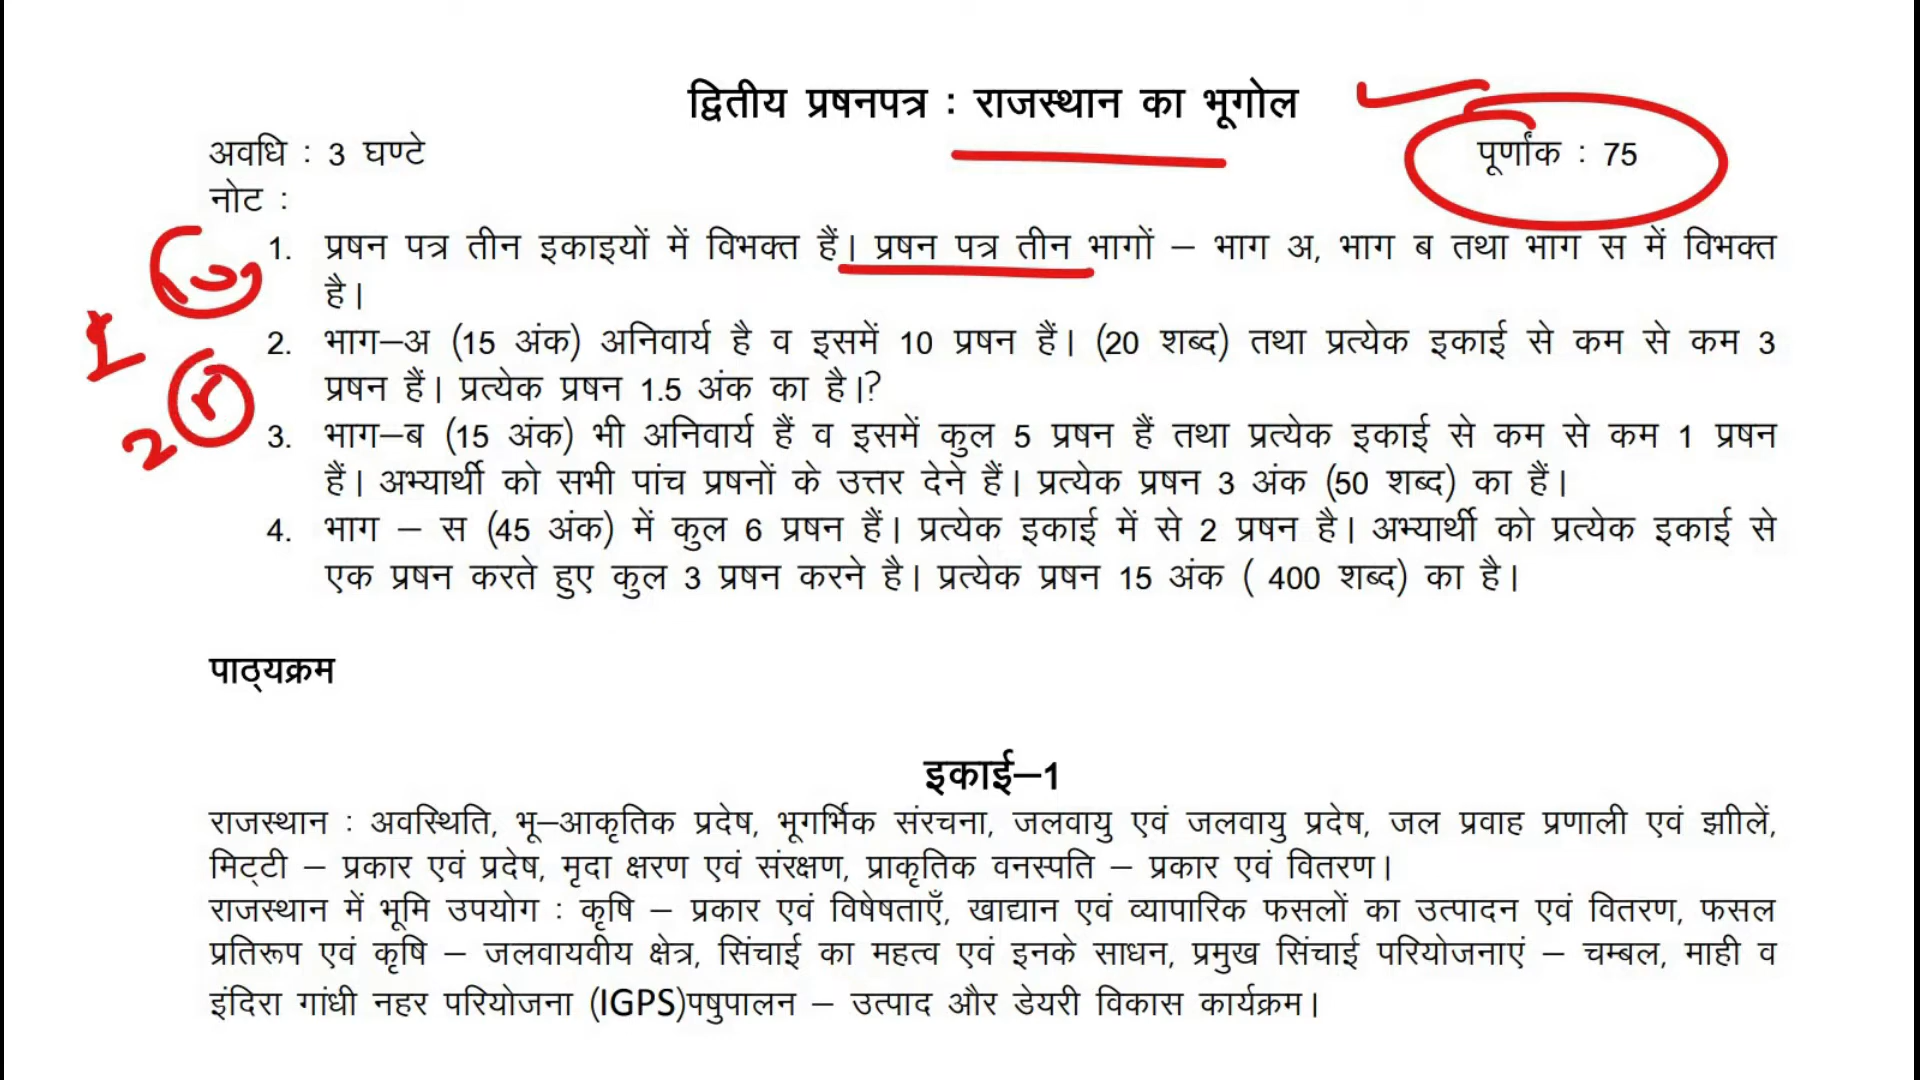 द्वितीय प्रषनपत्र : राजस्थान का भूगोल
अवधि : 3 घण्टे पूर्णांक : 75
नोट :
1. प्रषन पत्र तीन इकाइयों में विभक्त हैं। प्रषन पत्र तीन भागों – भाग अ, भाग ब तथा भाग स में विभक्त
है।
2. भाग–अ (15 अंक) अनिवार्य है व इसमें 10 प्रषन हैं। (20 शब्द) तथा प्रत्येक इकाई से कम से कम 3
प्रषन हैं। प्रत्येक प्रषन 1.5 अंक का है।?
3. भाग–ब (15 अंक) भी अनिवार्य हैं व इसमें कुल 5 प्रषन हैं तथा प्रत्येक इकाई से कम से कम 1 प्रषन
हैं। अभ्यार्थी को सभी पांच प्रषनों के उत्तर देने हैं। प्रत्येक प्रषन 3 अंक (50 शब्द) का हैं।
4. भाग – स (45 अंक) में कुल 6 प्रषन हैं। प्रत्येक इकाई में से 2 प्रषन है। अभ्यार्थी को प्रत्येक इकाई से
एक प्रषन करते हुए कुल 3 प्रषन करने है। प्रत्येक प्रषन 15 अंक ( 400 शब्द) का है।
2
पाठ्यक्रम
इकाई–1
राजस्थान : अवस्थिति, भू–आकृतिक प्रदेष, भूगर्भिक संरचना, जलवायु एवं जलवायु प्रदेष, जल प्रवाह प्रणाली एवं झीलें,
मिट्टी – प्रकार एवं प्रदेष, मृदा क्षरण एवं संरक्षण, प्राकृतिक वनस्पति – प्रकार एवं वितरण।
राजस्थान में भूमि उपयोग : कृषि – प्रकार एवं विषेषताएँ, खाद्यान एवं व्यापारिक फसलों का उत्पादन एवं वितरण, फसल
प्रतिरूप एवं कृषि – जलवायवीय क्षेत्र, सिंचाई का महत्व एवं इनके साधन, प्रमुख सिंचाई परियोजनाएं – चम्बल, माही व
इंदिरा गांधी नहर परियोजना (IGPS)पषुपालन – उत्पाद और डेयरी विकास कार्यक्रम।